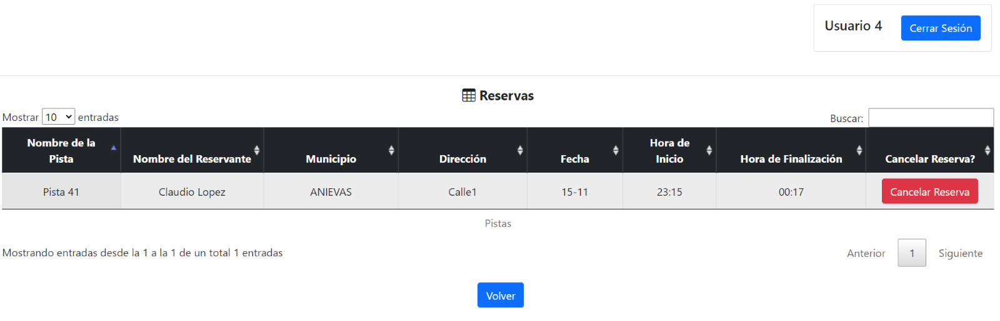 Usuario 4
Cerrar Sesión
Reservas
Mostrar 10 entradas
Buscar:
Nombre de la Pista Nombre del Reservante Municipio Dirección Fecha Hora de Inicio Hora de Finalización Cancelar Reserva?
Pista 41 Claudio Lopez ANIEVAS Calle1 15-11 23:15 00:17 Cancelar Reserva
Pistas
Mostrando entradas desde la 1 a la 1 de un total 1 entradas
Anterior 1 Siguiente
Volver